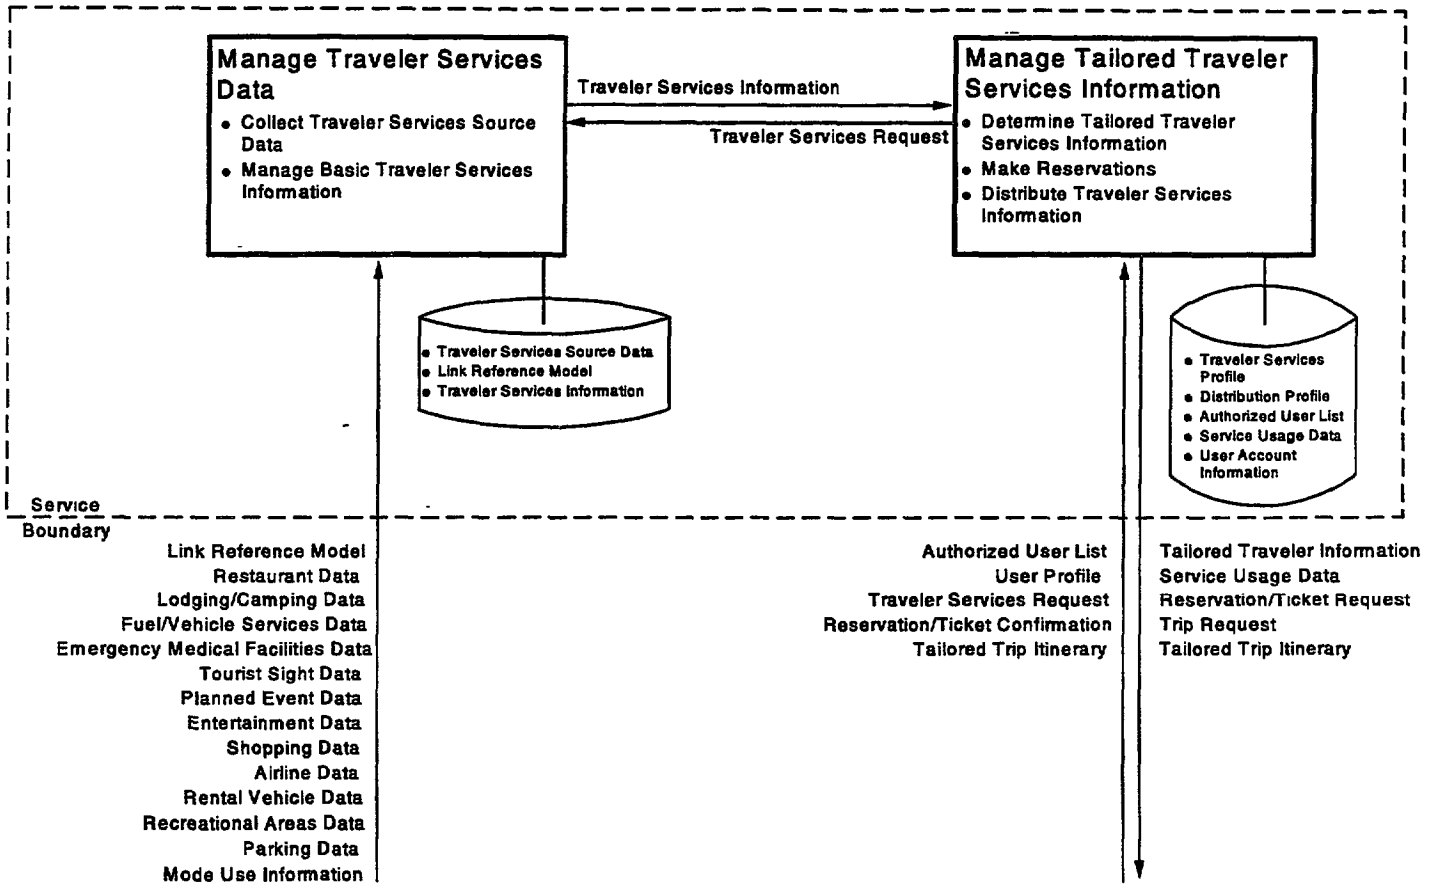 Manage Traveler Services
Data
• Collect Traveler Services Source
Data
• Manage Basic Traveler Services
Information
Traveler Services Information
Traveler Services Request
Manage Tailored Traveler
Services Information
• Determine Tailored Traveler
Services Information
• Make Reservations
• Distribute Traveler Services
Information
• Traveler Services Source Data
• Link Reference Model
• Traveler Services Information
• Traveler Services
Profile
• Distribution Profile
• Authorized User List
• Service Usage Data
• User Account
Information
Service
Boundary
Link Reference Model
Restaurant Data
Lodging/Camping Data
Fuel/Vehicle Services Data
Emergency Medical Facilities Data
Tourist Sight Data
Planned Event Data
Entertainment Data
Shopping Data
Airline Data
Rental Vehicle Data
Recreational Areas Data
Parking Data
Mode Use Information
Authorized User List
User Profile
Traveler Services Request
Reservation/Ticket Confirmation
Tailored Trip Itinerary
Tailored Traveler Information
Service Usage Data
Reservation/Ticket Request
Trip Request
Tailored Trip Itinerary